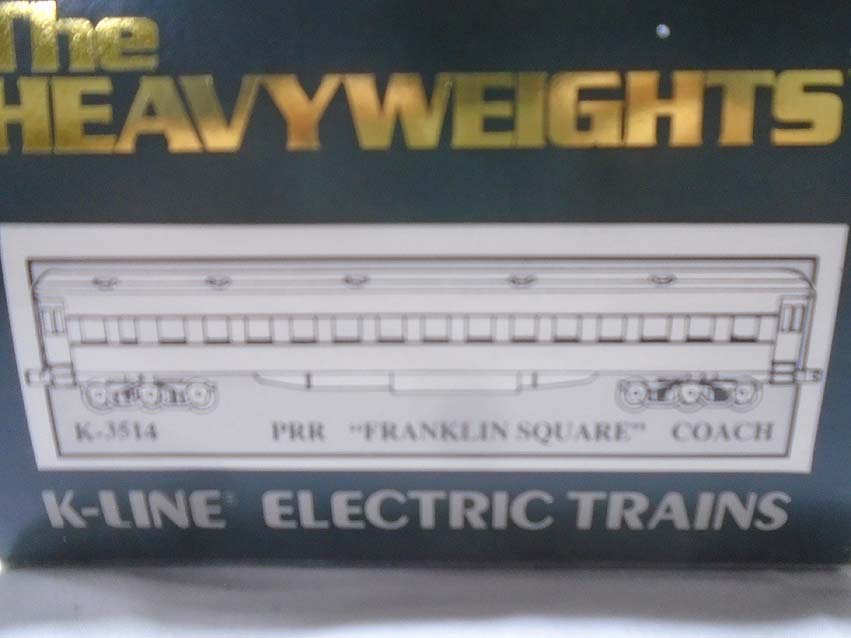 The
HEAVYWEIGHTS
K-3514 PRR "FRANKLIN SQUARE" COACH
K-LINE® ELECTRIC TRAINS